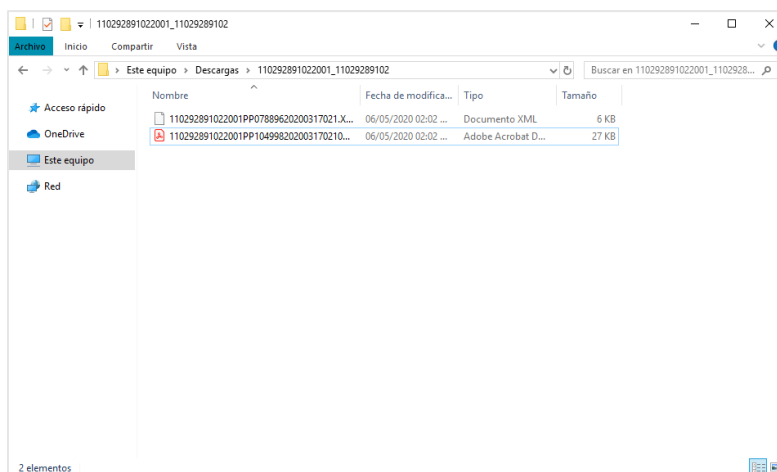 110292891022001_11029289102
Archivo Inicio Compartir Vista
Este equipo > Descargas > 110292891022001_11029289102 Buscar en 110292891022001_1102928...
Nombre Fecha de modifica... Tipo Tamaño
Acceso rápido
110292891022001PP07889620200317021.X... 06/05/2020 02:02 ... Documento XML 6 KB
OneDrive
110292891022001PP104998202003170210... 06/05/2020 02:02 ... Adobe Acrobat D... 27 KB
Este equipo
Red
2 elementos